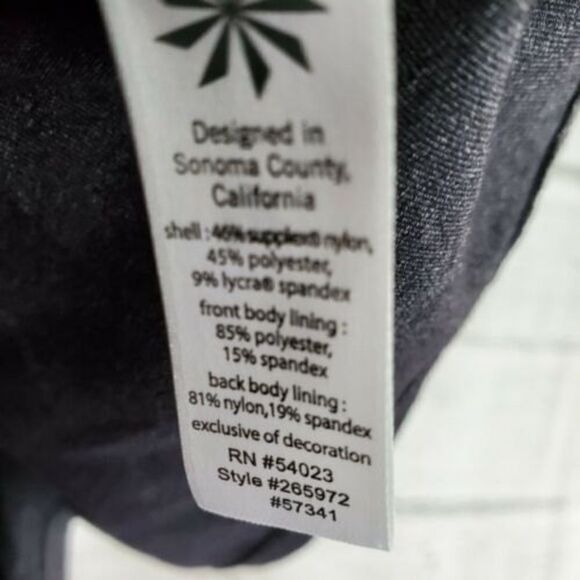 Designed in
Sonoma County,
California
shell : 46% supplex® nylon,
45% polyester,
9% lycra® spandex
front body lining :
85% polyester,
15% spandex
back body lining :
81% nylon,19% spandex
exclusive of decoration
RN #54023
Style #265972
#57341